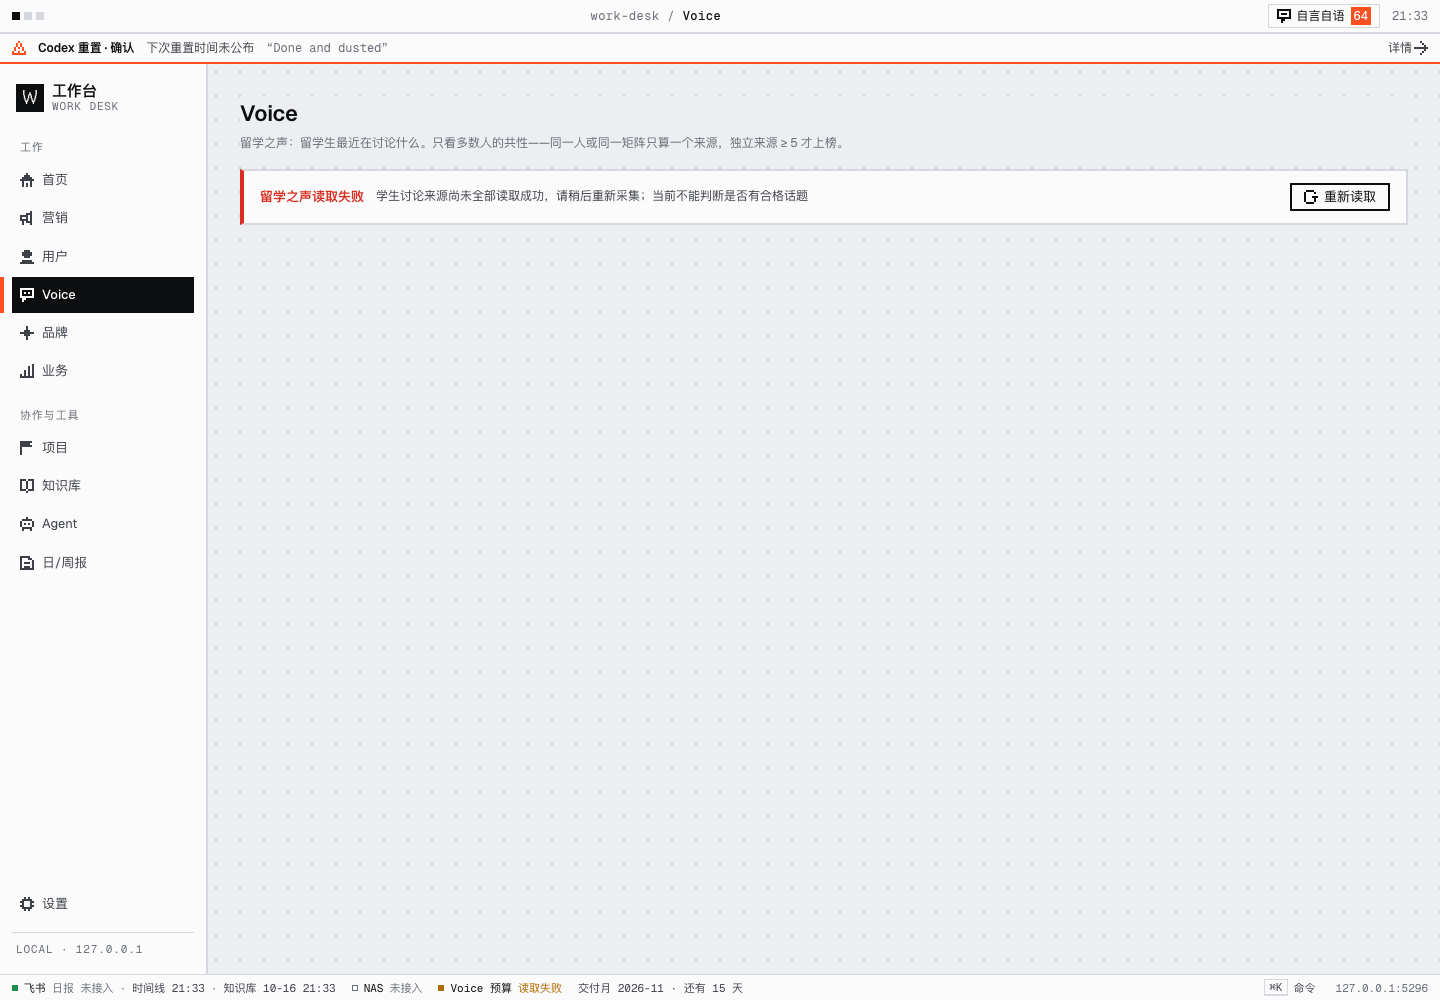 work-desk / Voice
自言自语 64
21:33
Codex 重置·确认 下次重置时间未公布 “Done and dusted”
详情
W
工作台
WORK DESK
工作
首页
营销
用户
Voice
品牌
业务
协作与工具
项目
知识库
Agent
日/周报
设置
LOCAL · 127.0.0.1
Voice
留学之声：留学生最近在讨论什么。只看多数人的共性——同一人或同一矩阵只算一个来源，独立来源 ≥ 5 才上榜。
留学之声读取失败 学生讨论来源尚未全部读取成功，请稍后重新采集；当前不能判断是否有合格话题
重新读取
飞书 日报 未接入 · 时间线 21:33 · 知识库 10-16 21:33 NAS 未接入 Voice 预算 读取失败 交付月 2026-11 · 还有 15 天
⌘K 命令 127.0.0.1:5296